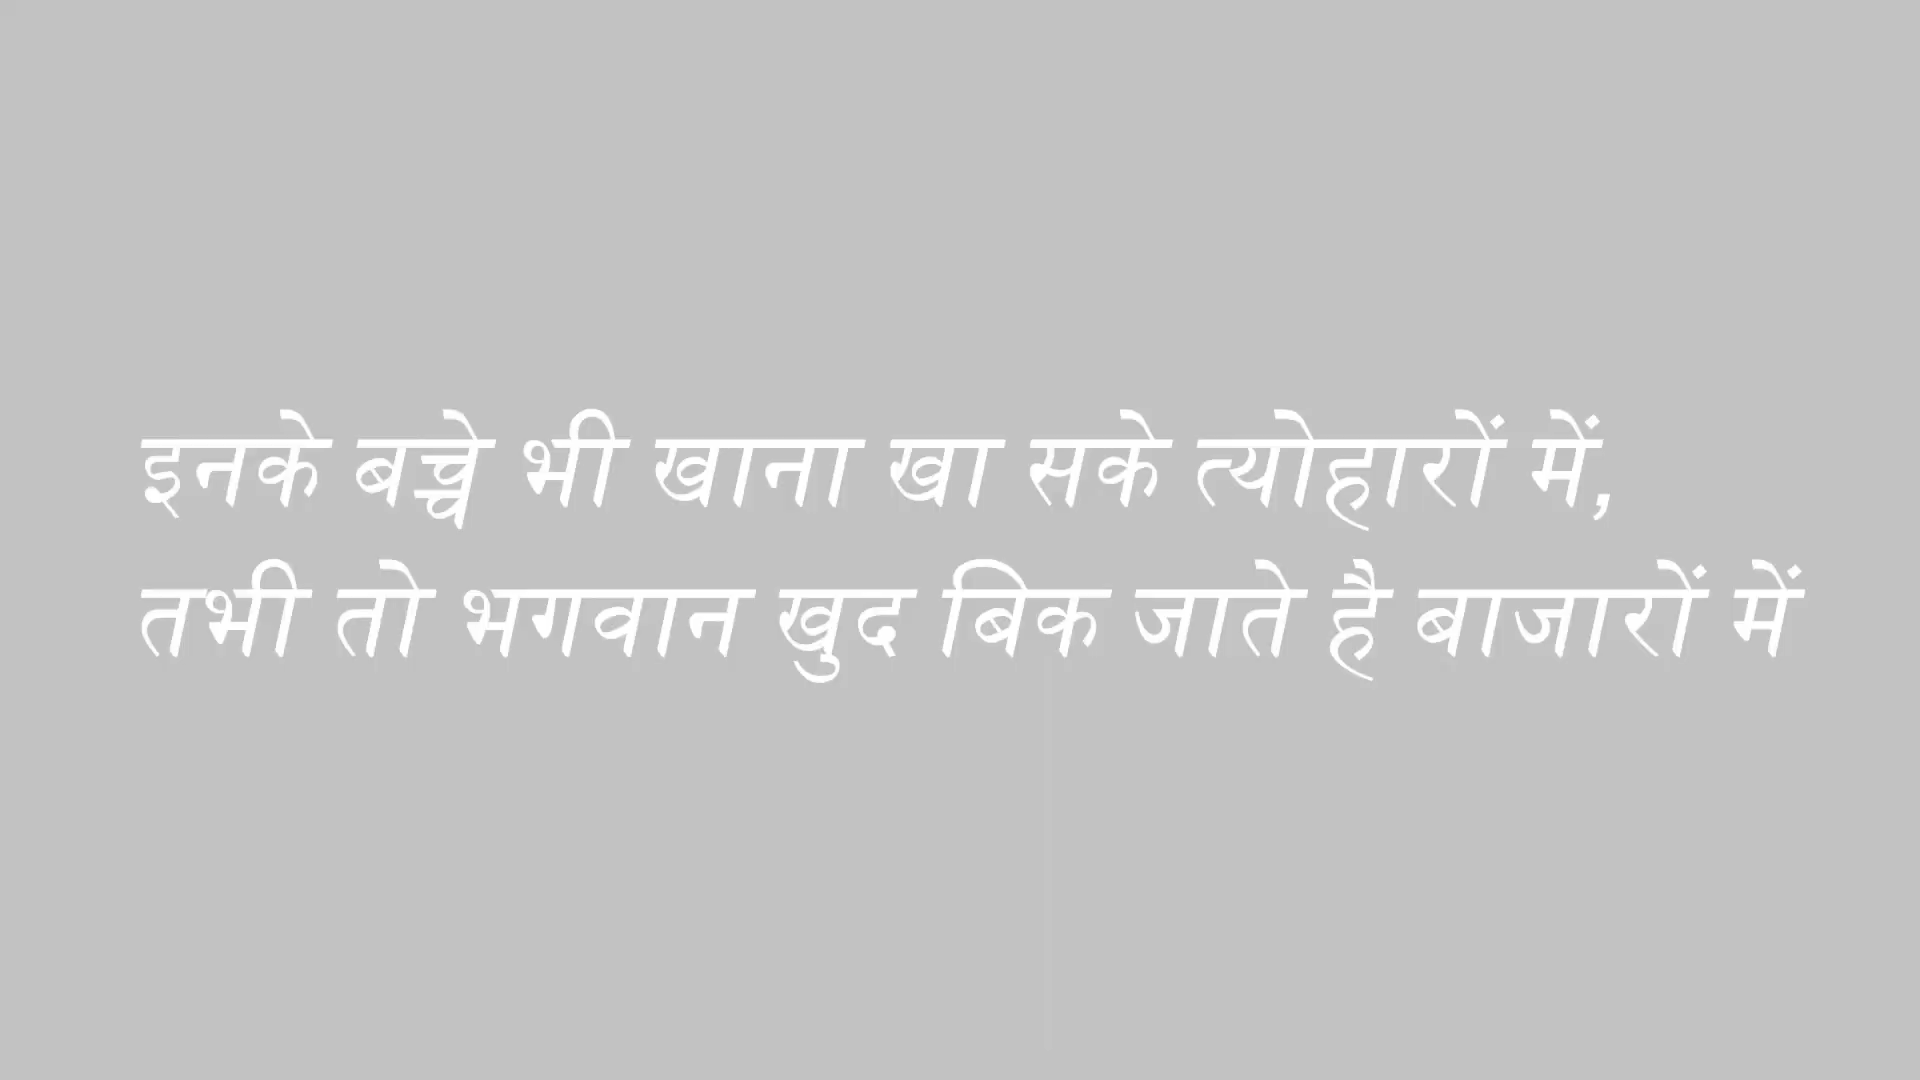 इनके बच्चे भी खाना खा सके त्योहारों में,
तभी तो भगवान खुद बिक जाते है बाजारों में